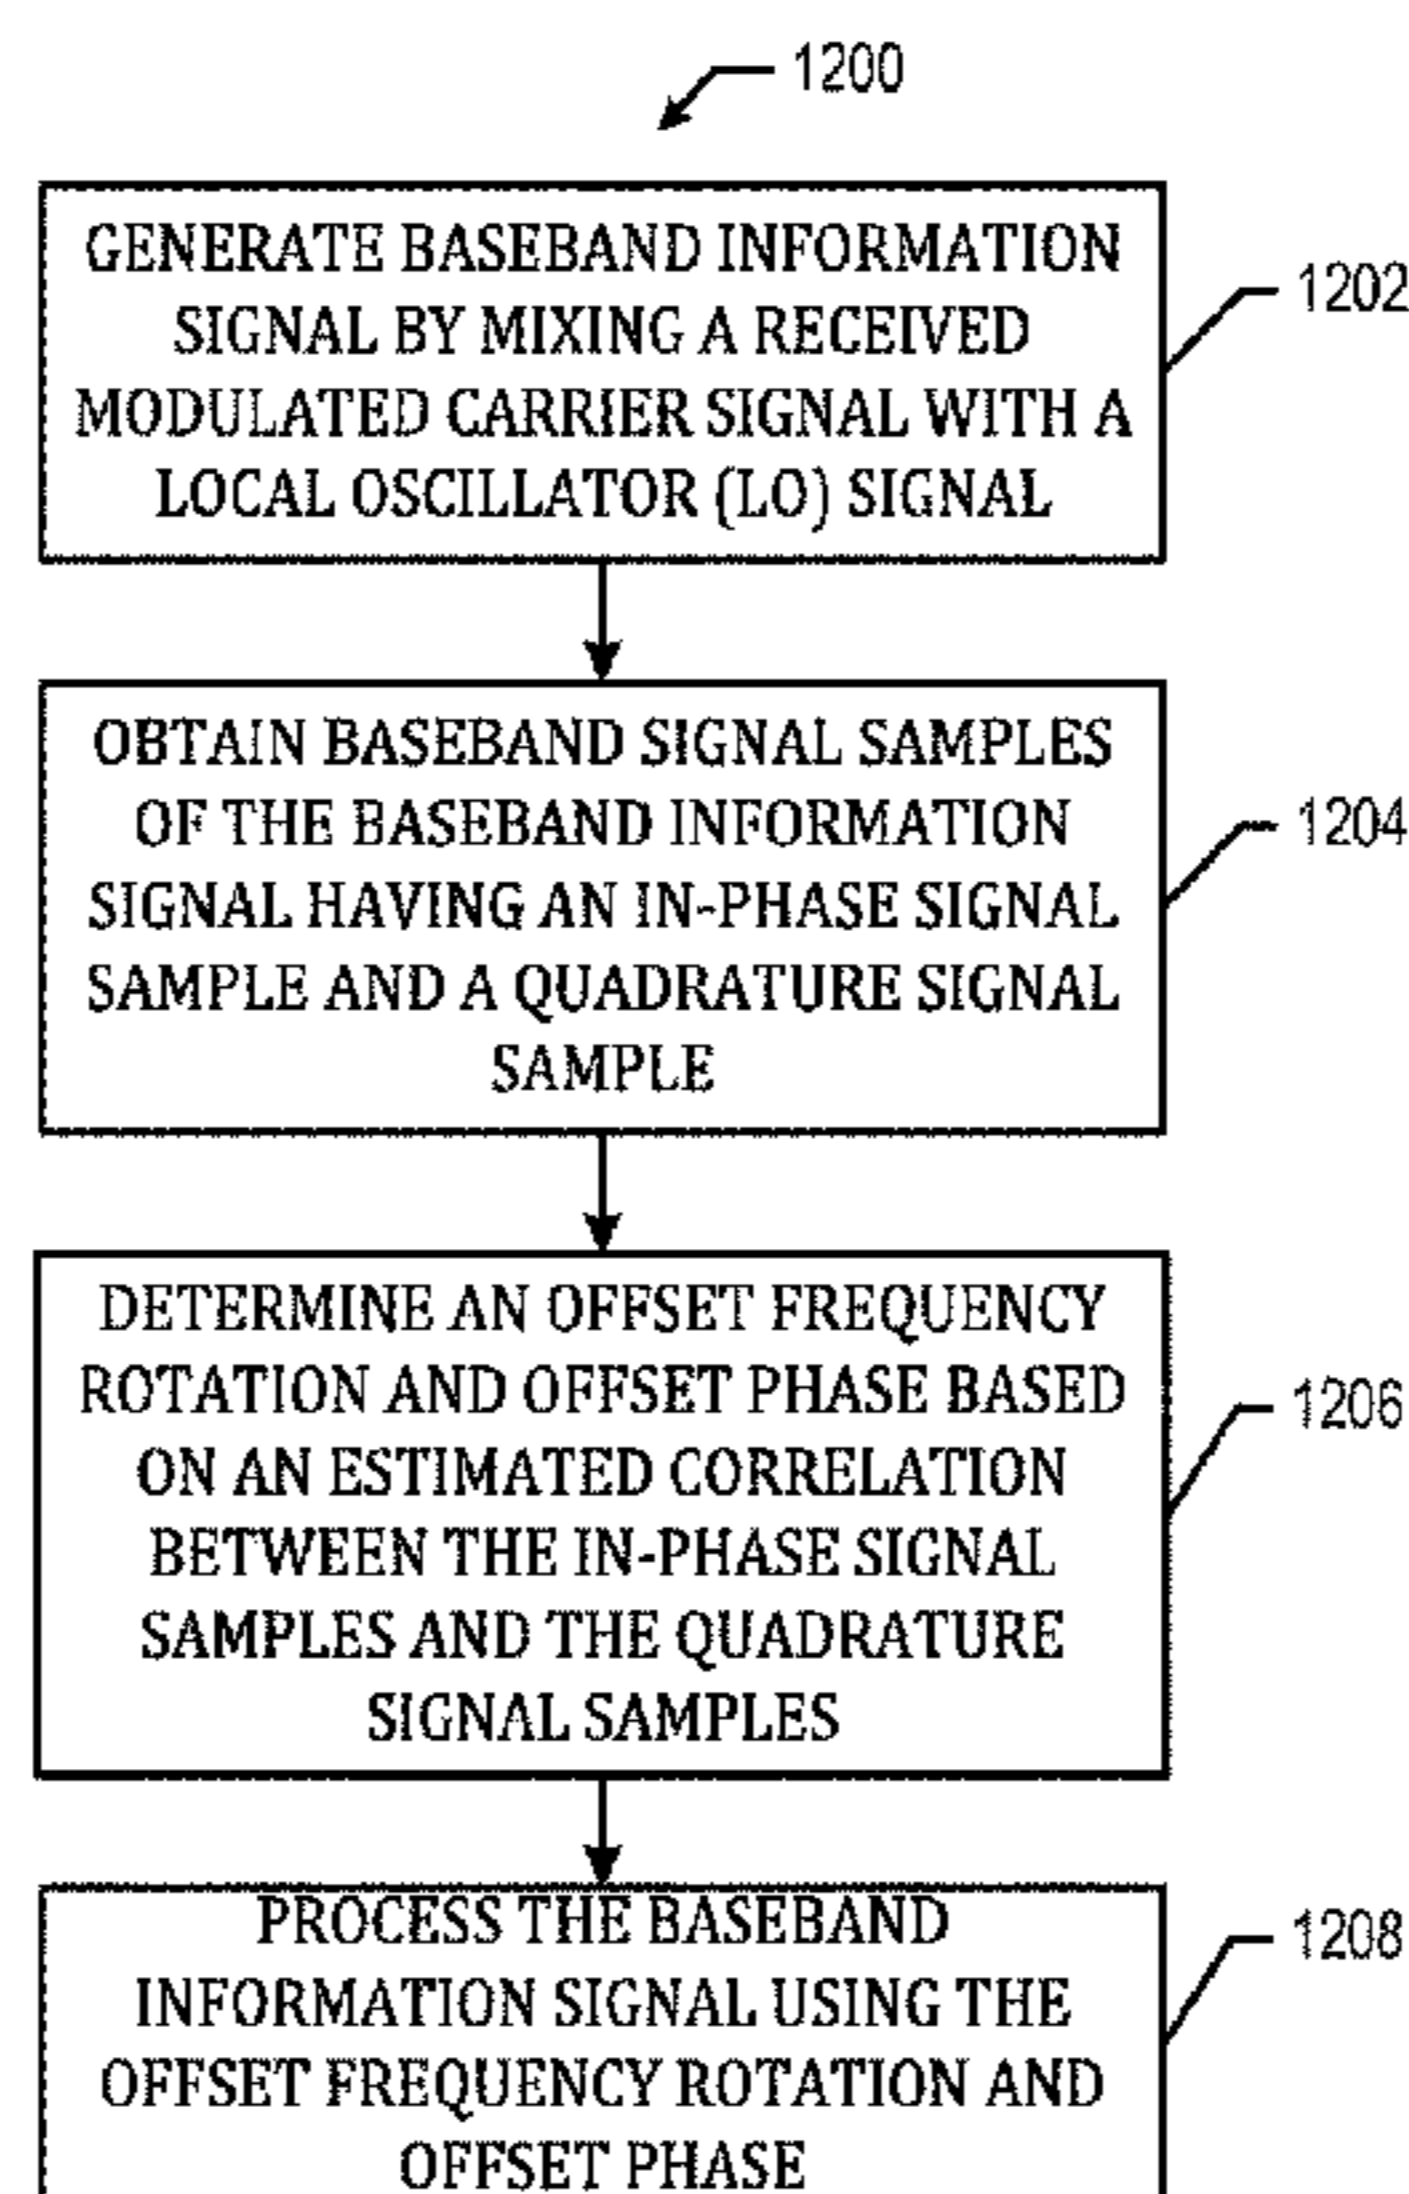 1200
GENERATE BASEBAND INFORMATION
SIGNAL BY MIXING A RECEIVED
MODULATED CARRIER SIGNAL WITH A
LOCAL OSCILLATOR (LO) SIGNAL
1202
OBTAIN BASEBAND SIGNAL SAMPLES
OF THE BASEBAND INFORMATION
SIGNAL HAVING AN IN-PHASE SIGNAL
SAMPLE AND A QUADRATURE SIGNAL
SAMPLE
1204
DETERMINE AN OFFSET FREQUENCY
ROTATION AND OFFSET PHASE BASED
ON AN ESTIMATED CORRELATION
BETWEEN THE IN-PHASE SIGNAL
SAMPLES AND THE QUADRATURE
SIGNAL SAMPLES
1206
PROCESS THE BASEBAND
INFORMATION SIGNAL USING THE
OFFSET FREQUENCY ROTATION AND
OFFSET PHASE
1208